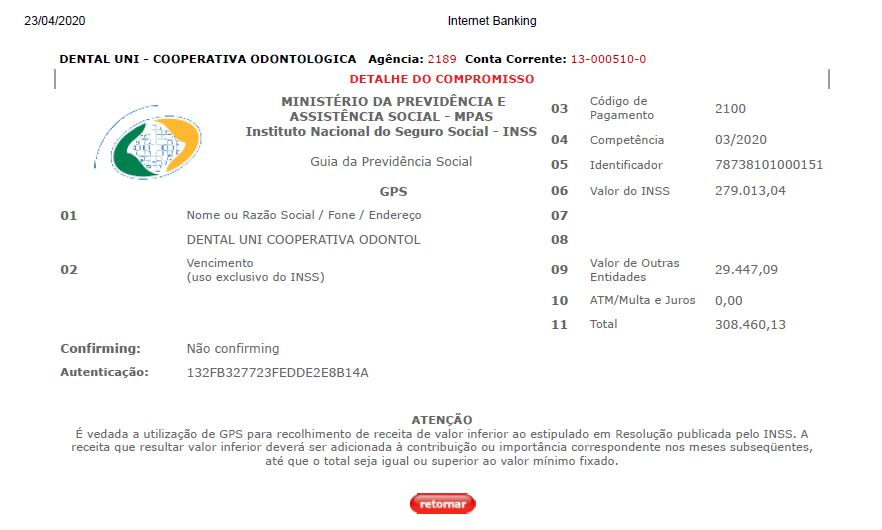 23/04/2020 Internet Banking
DENTAL UNI - COOPERATIVA ODONTOLOGICA Agência: 2189 Conta Corrente: 13-000510-0
DETALHE DO COMPROMISSO
MINISTÉRIO DA PREVIDÊNCIA E
ASSISTÊNCIA SOCIAL - MPAS
Instituto Nacional do Seguro Social - INSS
Guia da Previdência Social
GPS
03 Código de
Pagamento 2100
04 Competência 03/2020
05 Identificador 78738101000151
06 Valor do INSS 279.013,04
01 Nome ou Razão Social / Fone / Endereço 07
DENTAL UNI COOPERATIVA ODONTOL 08
02 Vencimento
(uso exclusivo do INSS)
09 Valor de Outras
Entidades 29.447,09
10 ATM/Multa e Juros 0,00
11 Total 308.460,13
Confirming: Não confirming
Autenticação: 132FB327723FEDDE2E8B14A
ATENÇÃO
É vedada a utilização de GPS para recolhimento de receita de valor inferior ao estipulado em Resolução publicada pelo INSS. A
receita que resultar valor inferior deverá ser adicionada à contribuição ou importância correspondente nos meses subseqüentes,
até que o total seja igual ou superior ao valor mínimo fixado.
retornar